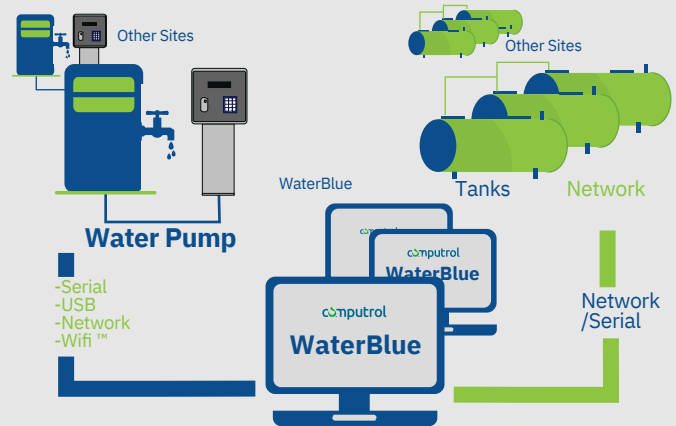 Other Sites
Other Sites
WaterBlue
Tanks
Network
Water Pump
-Serial
-USB
-Network
-Wifi ™
computrol
WaterBlue
computrol
WaterBlue
Network
/Serial